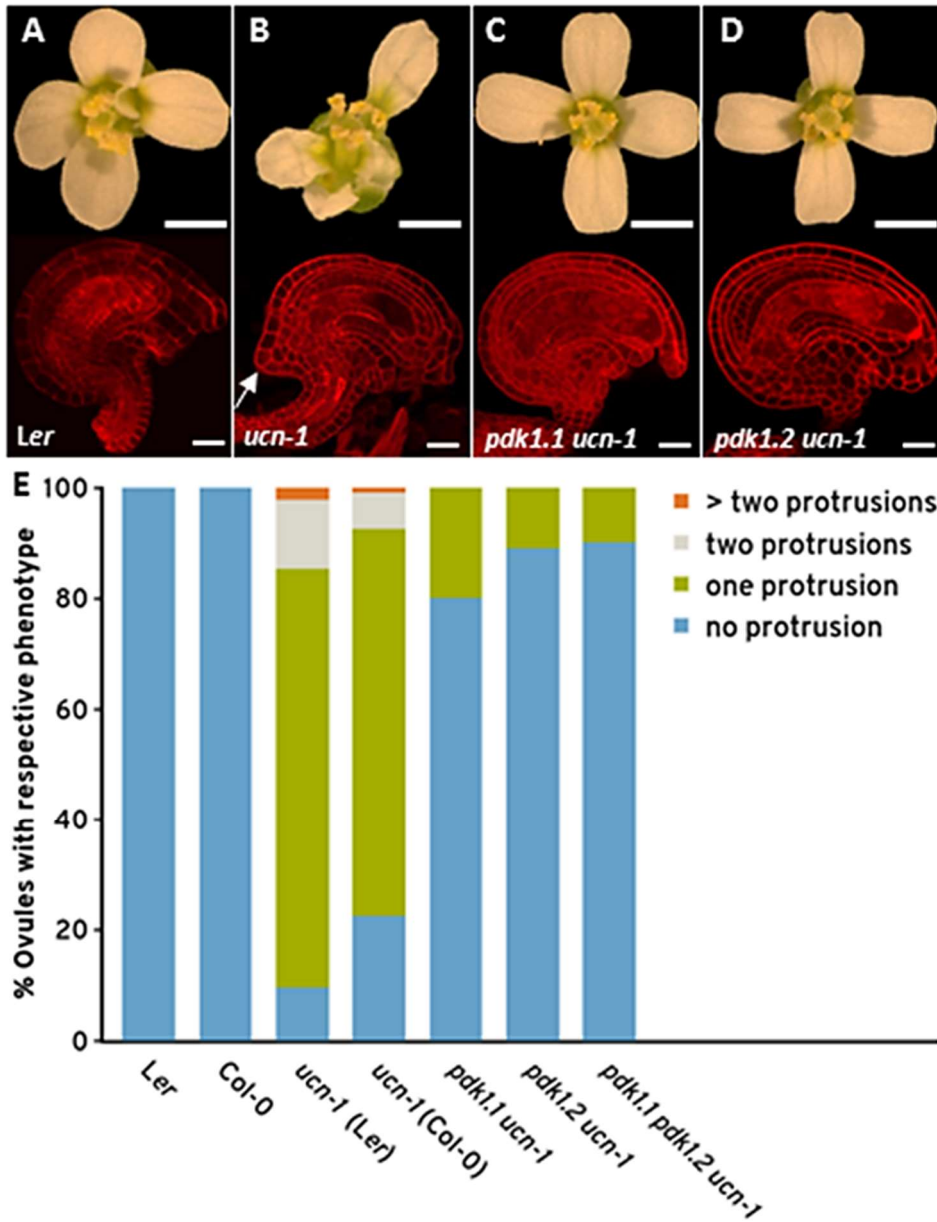 A B C D
Ler ucn-1 pdk1.1 ucn-1 pdk1.2 ucn-1
E
100
80
60
40
20
0
% Ovules with respective phenotype
> two protrusions
two protrusions
one protrusion
no protrusion
Ler
Col-0
ucn-1 (Ler)
ucn-1 (Col-0)
pdk1.1 ucn-1
pdk1.2 ucn-1
pdk1.1 pdk1.2 ucn-1